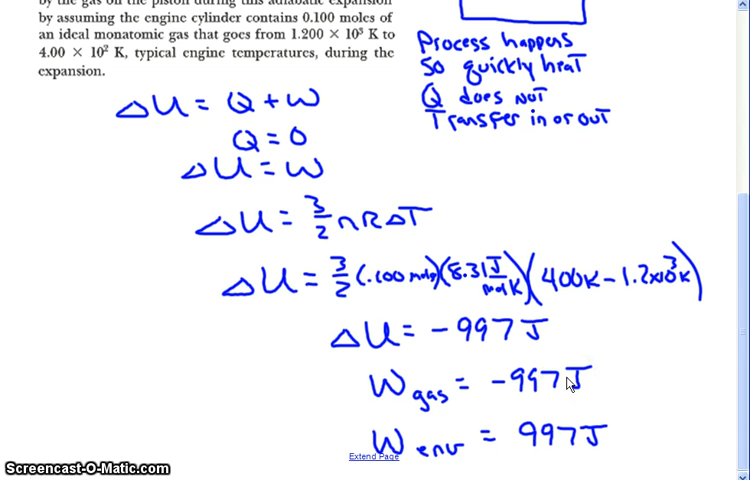 by the gas on the piston during this adiabatic expansion
by assuming the engine cylinder contains 0.100 moles of
an ideal monatomic gas that goes from 1.200 × 10³ K to
4.00 × 10² K, typical engine temperatures, during the
expansion.
Process happens
so quickly heat
Q does not
Transfer in or out
ΔU = Q + W
Q = 0
ΔU = W
ΔU = 3/2 nRΔT
ΔU = 3/2 (.100 mols)(8.31 J/mol K)(400K - 1.2x10³K)
ΔU = -997 J
W gas = -997 J
W env = 997 J
Extend Page
Screencast-O-Matic.com